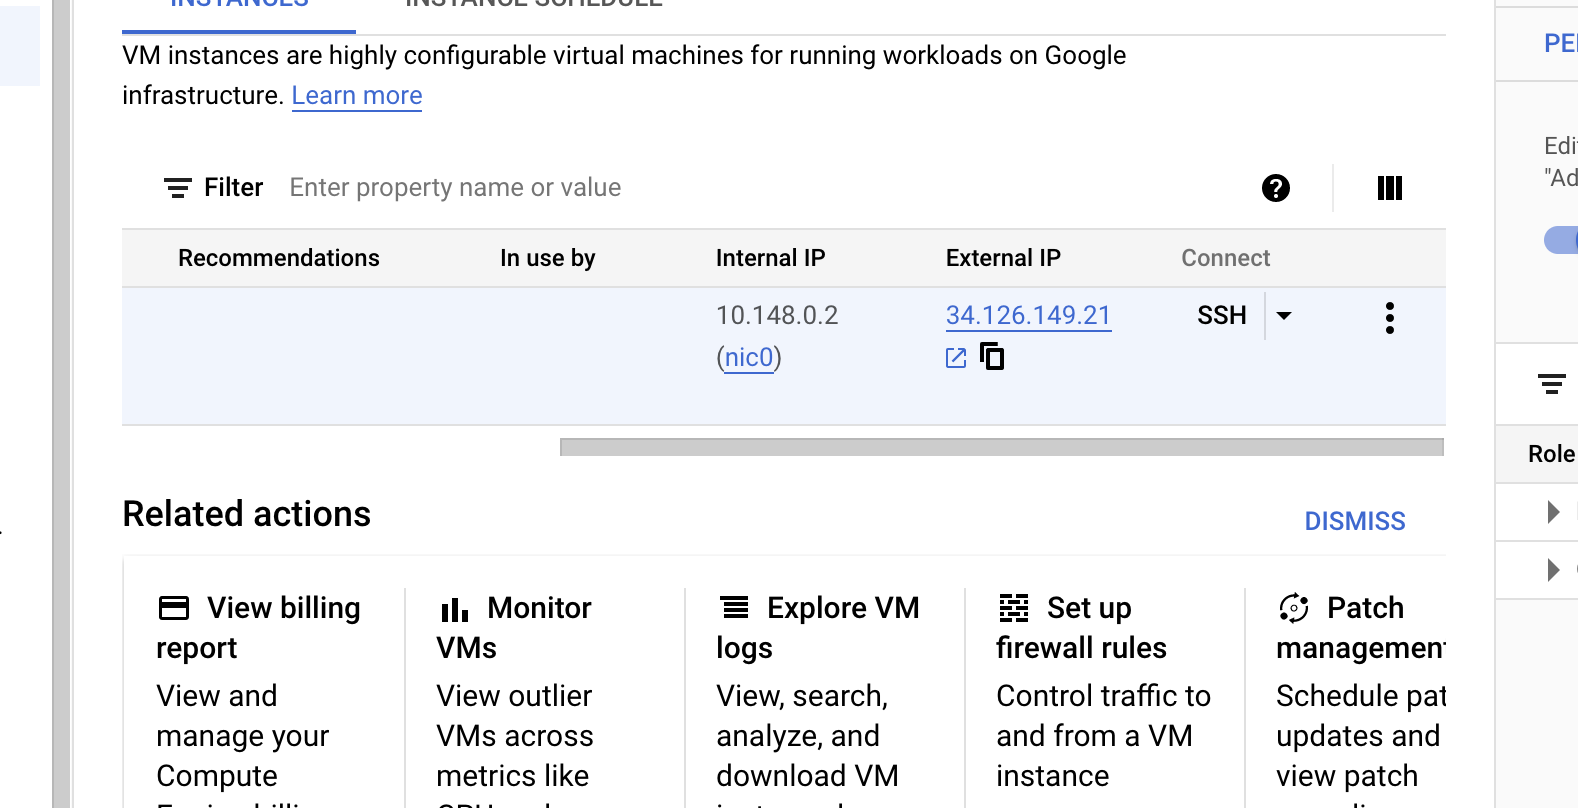 INSTANCES INSTANCE SCHEDULE
VM instances are highly configurable virtual machines for running workloads on Google
infrastructure. Learn more
Filter Enter property name or value
Recommendations In use by Internal IP External IP Connect
10.148.0.2 34.126.149.21 SSH
(nic0)
Related actions
DISMISS
View billing
report
View and
manage your
Compute
Monitor
VMs
View outlier
VMs across
metrics like
Explore VM
logs
View, search,
analyze, and
download VM
Set up
firewall rules
Control traffic to
and from a VM
instance
Patch
management
Schedule pat
updates and
view patch
PE
Edi
"Ad
Role